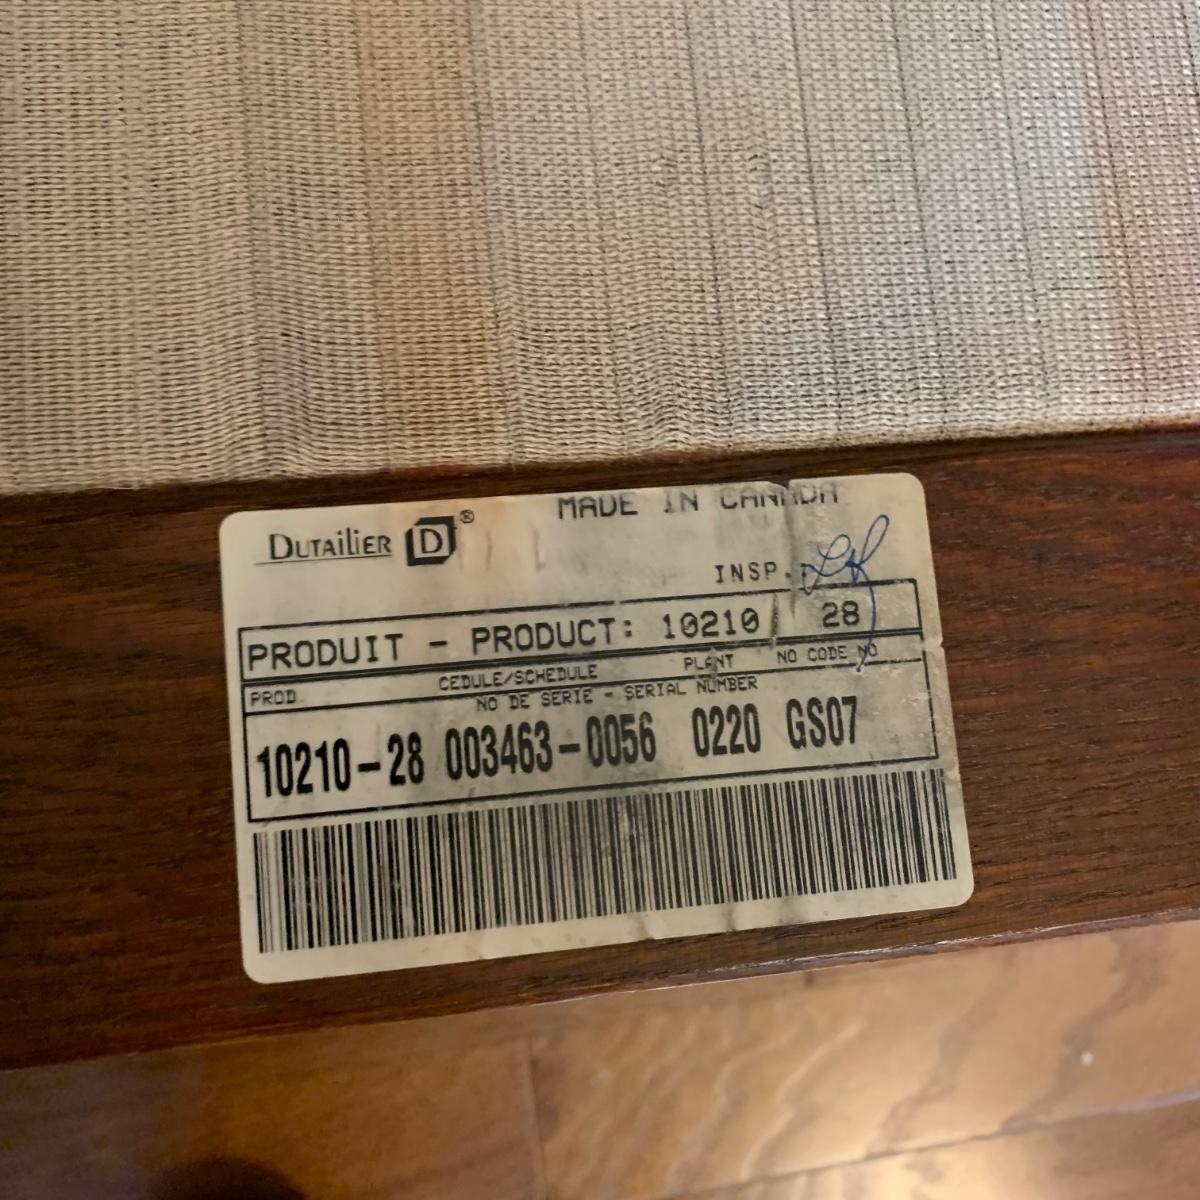 DUTAILIER D®
MADE IN CANADA
INSP.
PRODUIT - PRODUCT: 10210 28
PROD. CEDULE/SCHEDULE PLANT NO CODE NO
NO DE SERIE - SERIAL NUMBER
10210-28 003463-0056 0220 GS07